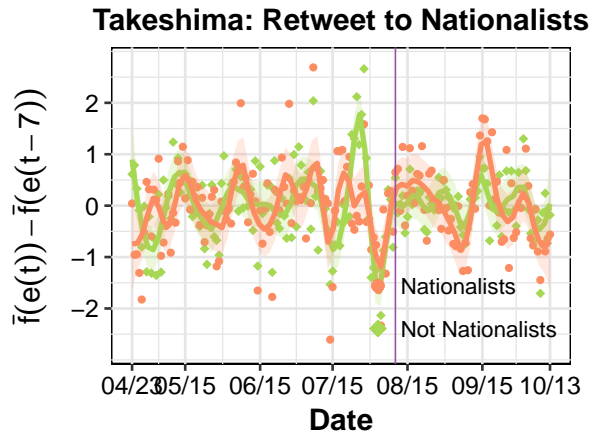 Takeshima: Retweet to Nationalists
f̄(e(t)) − f̄(e(t−7))
2
1
0
−1
−2
Nationalists
Not Nationalists
04/23 05/15 06/15 07/15 08/15 09/15 10/13
Date